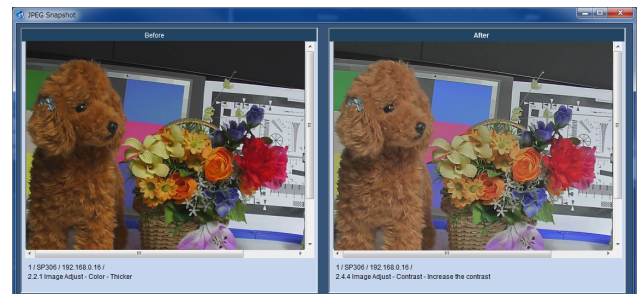 JPEG Snapshot
Before
After
1 / SP306 / 192.168.0.16 /
2.2.1 Image Adjust - Color - Thicker
1 / SP306 / 192.168.0.16 /
2.4.4 Image Adjust - Contrast - Increase the contrast